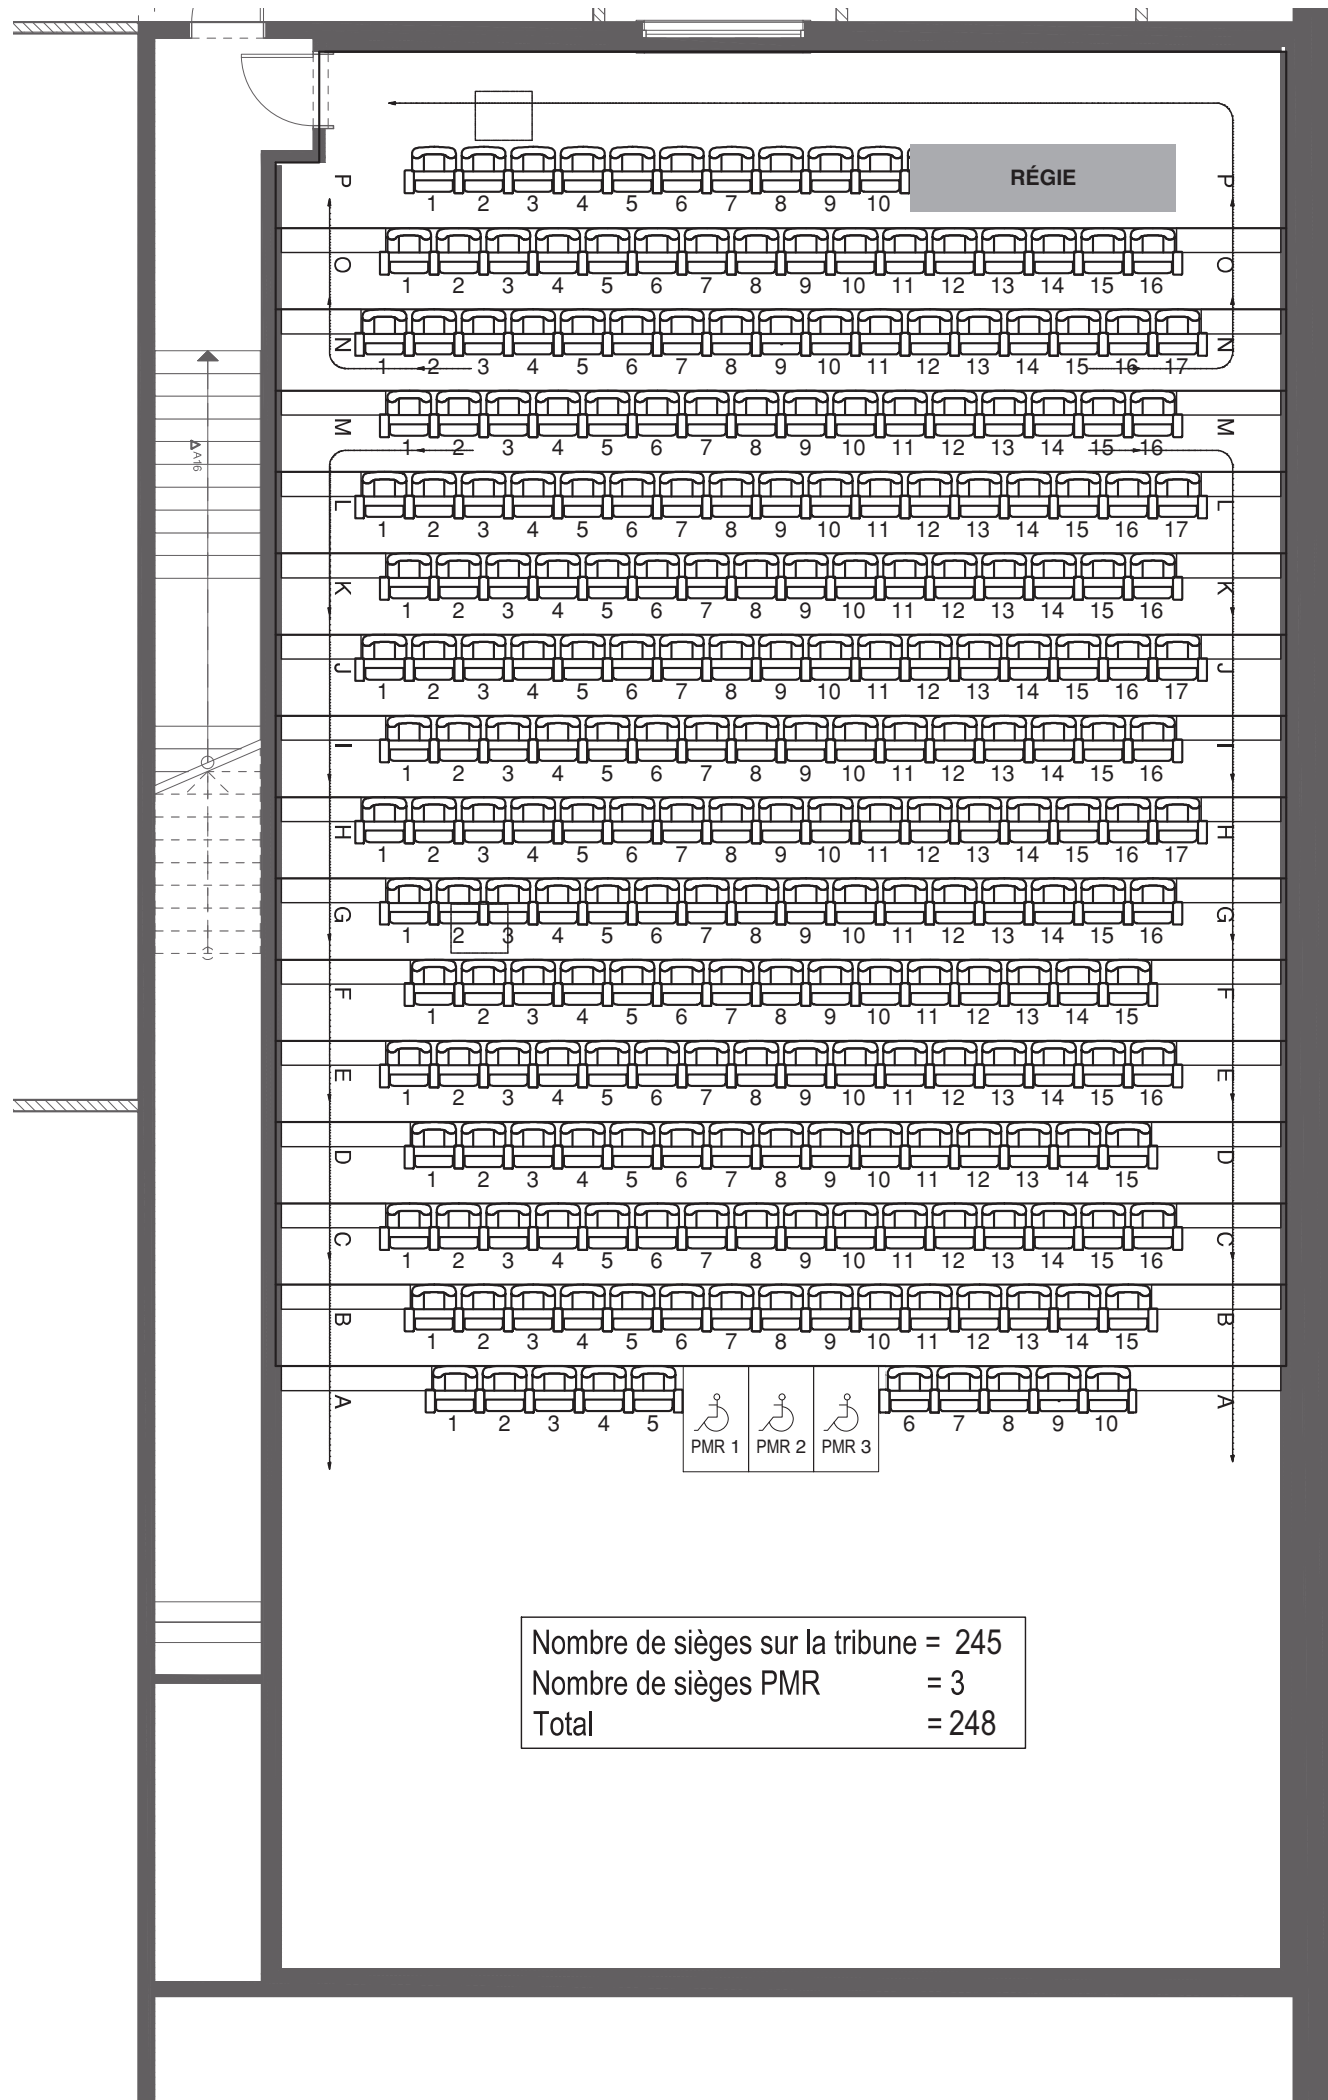 P RÉGIE P
1 2 3 4 5 6 7 8 9 10
O O
1 2 3 4 5 6 7 8 9 10 11 12 13 14 15 16
N N
1 2 3 4 5 6 7 8 9 10 11 12 13 14 15 16 17
M M
1 2 3 4 5 6 7 8 9 10 11 12 13 14 15 16
A16
L L
1 2 3 4 5 6 7 8 9 10 11 12 13 14 15 16 17
K K
1 2 3 4 5 6 7 8 9 10 11 12 13 14 15 16
J J
1 2 3 4 5 6 7 8 9 10 11 12 13 14 15 16 17
I I
1 2 3 4 5 6 7 8 9 10 11 12 13 14 15 16
H H
1 2 3 4 5 6 7 8 9 10 11 12 13 14 15 16 17
G G
1 2 3 4 5 6 7 8 9 10 11 12 13 14 15 16
F F
1 2 3 4 5 6 7 8 9 10 11 12 13 14 15
E E
1 2 3 4 5 6 7 8 9 10 11 12 13 14 15 16
D D
1 2 3 4 5 6 7 8 9 10 11 12 13 14 15
C C
1 2 3 4 5 6 7 8 9 10 11 12 13 14 15 16
B B
1 2 3 4 5 6 7 8 9 10 11 12 13 14 15
A A
1 2 3 4 5 6 7 8 9 10
PMR 1 PMR 2 PMR 3
Nombre de sièges sur la tribune = 245
Nombre de sièges PMR = 3
Total = 248